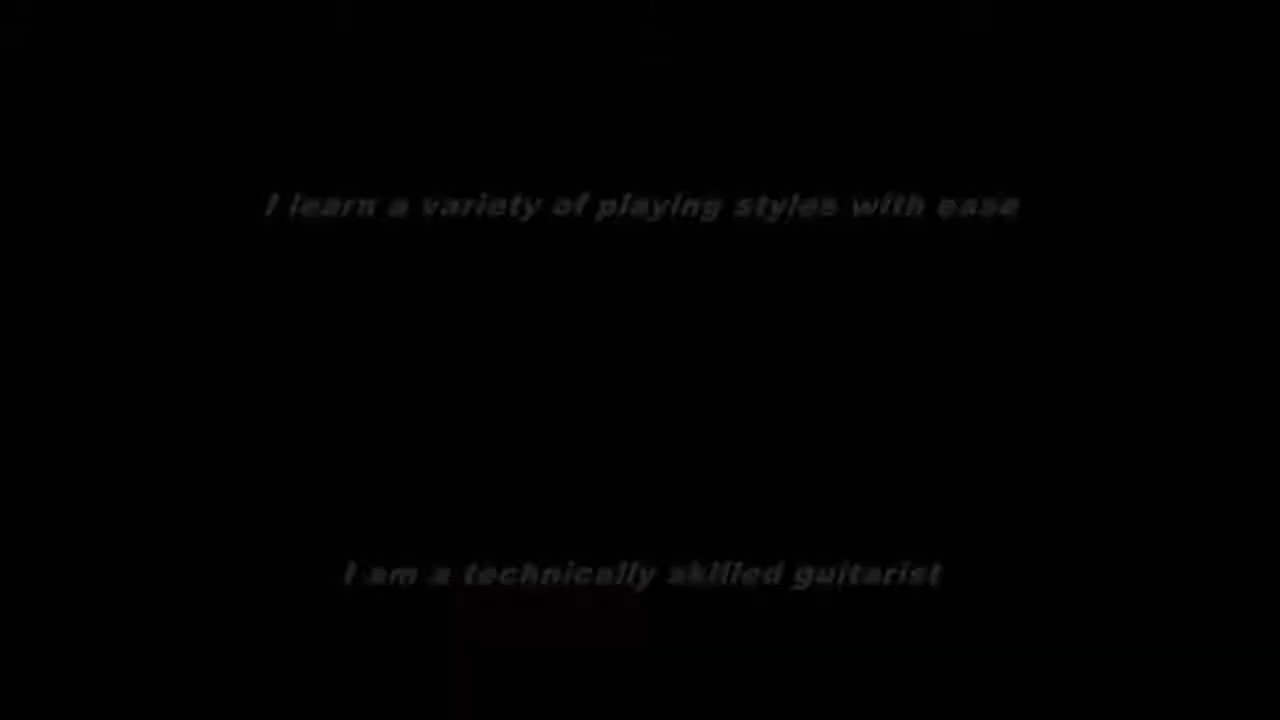 I learn a variety of playing styles with ease
I am a technically skilled guitarist